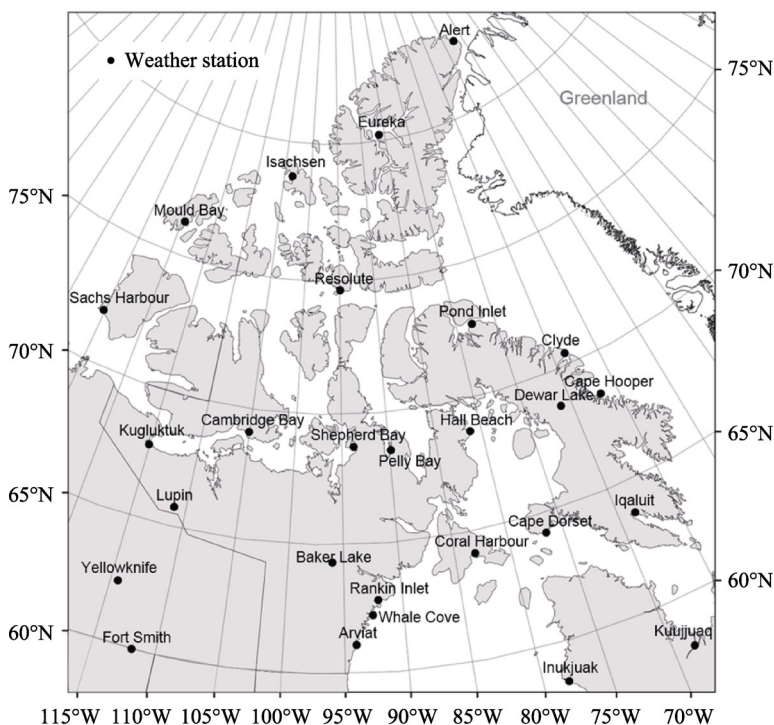 Alert
Weather station
75°N
Greenland
Eureka
Isachsen
75°N
Mould Bay
70°N
Resolute
Sachs Harbour
Pond Inlet
Clyde
70°N
Cape Hooper
Dewar Lake
Cambridge Bay
Hall Beach
Kugluktuk
Shepherd Bay
65°N
Pelly Bay
65°N
Lupin
Iqaluit
Cape Dorset
Coral Harbour
Baker Lake
Yellowknife
60°N
Rankin Inlet
Whale Cove
60°N
Fort Smith
Arviat
Kuujjuaq
Inukjuak
115°W 110°W 105°W 100°W 95°W 90°W 85°W 80°W 75°W 70°W